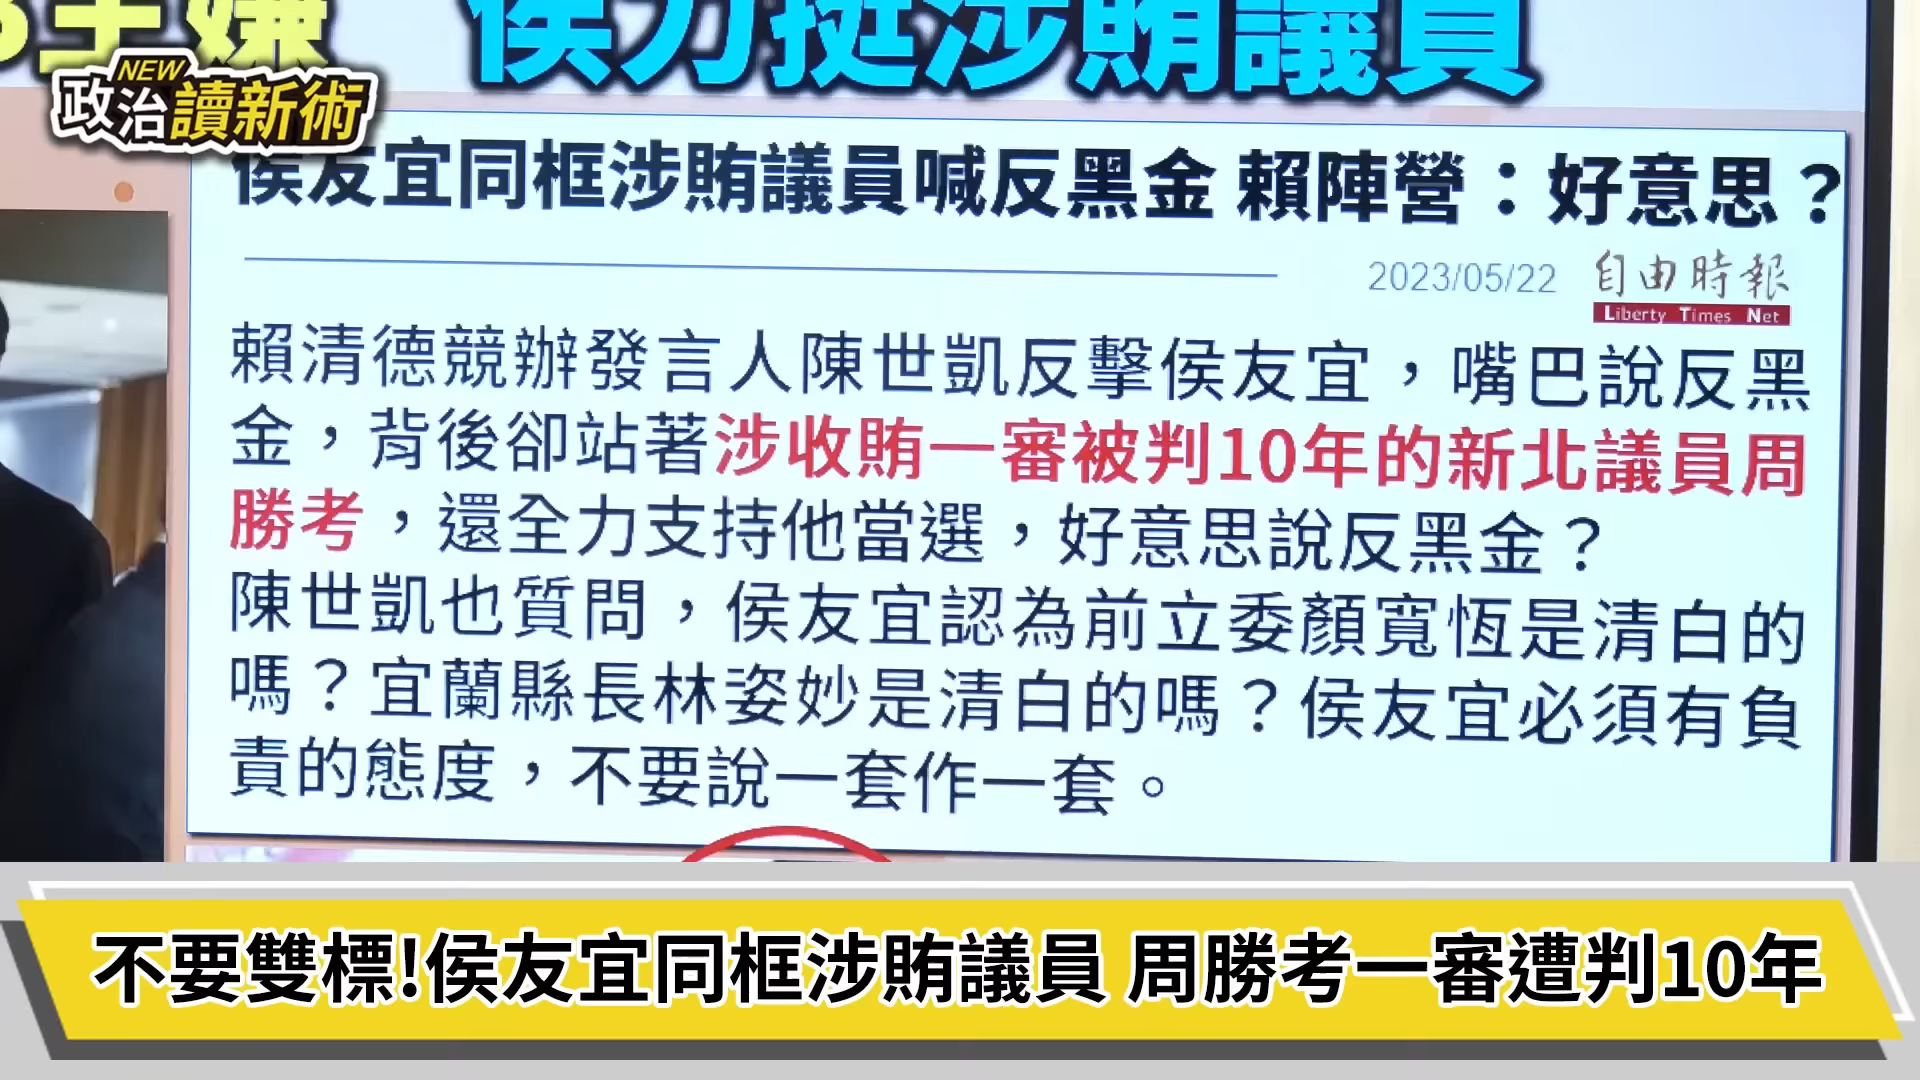 侯力挺涉賄議員
NEW
政治讀新術
侯友宜同框涉賄議員喊反黑金 賴陣營：好意思？
2023/05/22 自由時報
Liberty Times Net
賴清德競辦發言人陳世凱反擊侯友宜，嘴巴說反黑
金，背後卻站著涉收賄一審被判10年的新北議員周
勝考，還全力支持他當選，好意思說反黑金？
陳世凱也質問，侯友宜認為前立委顏寬恆是清白的
嗎？宜蘭縣長林姿妙是清白的嗎？侯友宜必須有負
責的態度，不要說一套作一套。
不要雙標!侯友宜同框涉賄議員 周勝考一審遭判10年